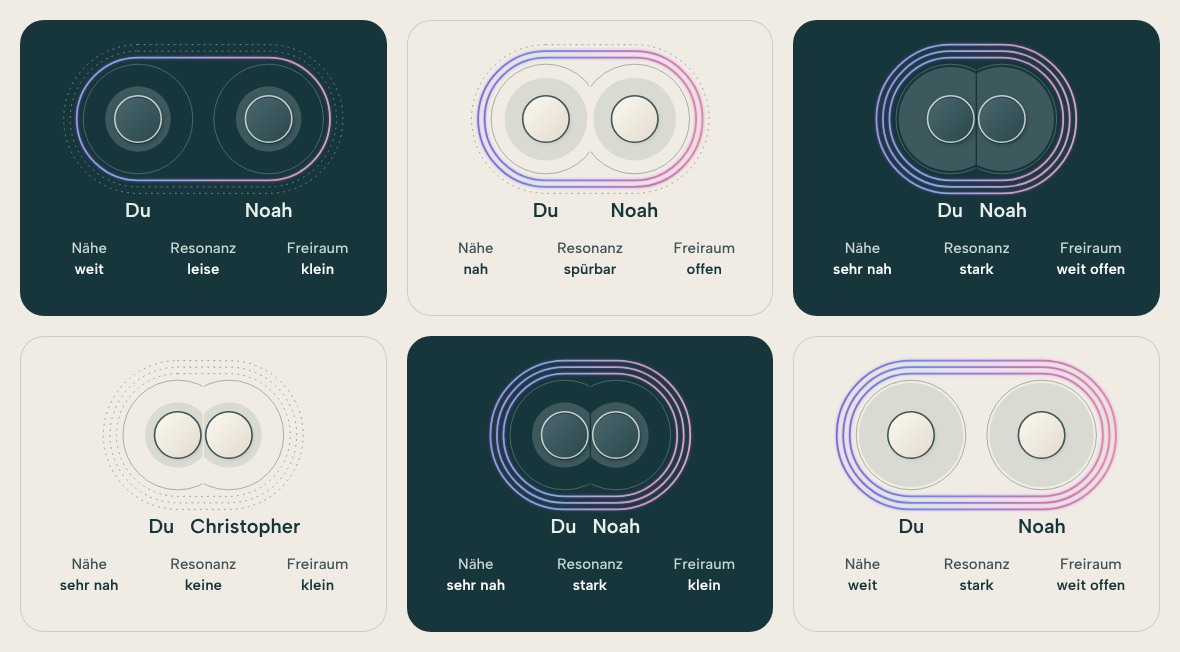 Du Noah
Nähe Resonanz Freiraum
weit leise klein
Du Noah
Nähe Resonanz Freiraum
nah spürbar offen
Du Noah
Nähe Resonanz Freiraum
sehr nah stark weit offen
Du Christopher
Nähe Resonanz Freiraum
sehr nah keine klein
Du Noah
Nähe Resonanz Freiraum
sehr nah stark klein
Du Noah
Nähe Resonanz Freiraum
weit stark weit offen